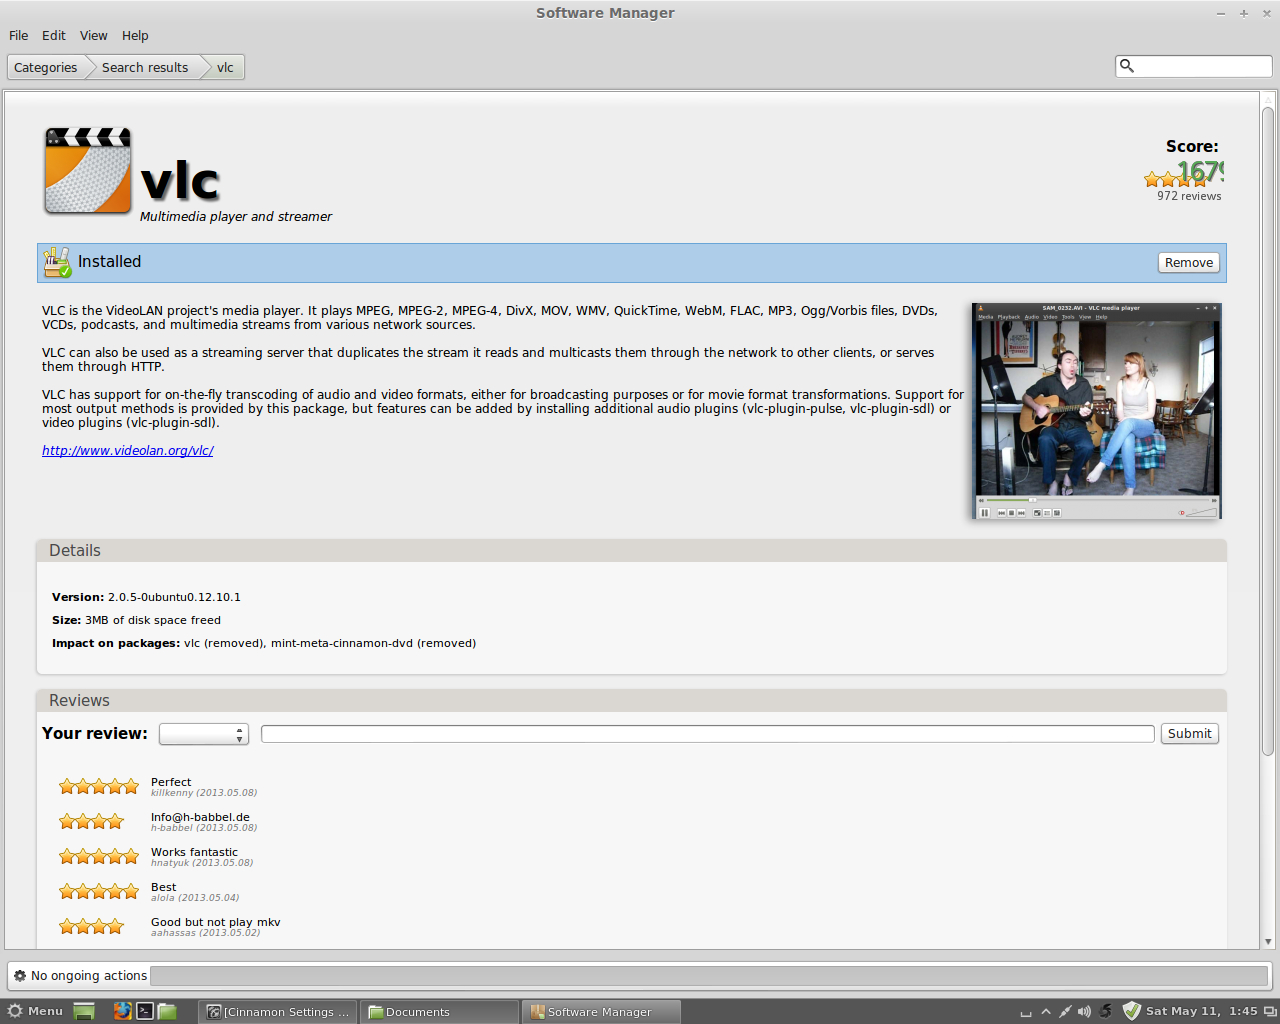 Software Manager
File Edit View Help
Categories Search results vlc
vlc
Multimedia player and streamer
Score:
972 reviews
Installed
Remove
VLC is the VideoLAN project's media player. It plays MPEG, MPEG-2, MPEG-4, DivX, MOV, WMV, QuickTime, WebM, FLAC, MP3, Ogg/Vorbis files, DVDs,
VCDs, podcasts, and multimedia streams from various network sources.
VLC can also be used as a streaming server that duplicates the stream it reads and multicasts them through the network to other clients, or serves
them through HTTP.
VLC has support for on-the-fly transcoding of audio and video formats, either for broadcasting purposes or for movie format transformations. Support for
most output methods is provided by this package, but features can be added by installing additional audio plugins (vlc-plugin-pulse, vlc-plugin-sdl) or
video plugins (vlc-plugin-sdl).
http://www.videolan.org/vlc/
SAM_0232.AVI - VLC media player
Media Playback Audio Video Tools View Help
Details
Version: 2.0.5-0ubuntu0.12.10.1
Size: 3MB of disk space freed
Impact on packages: vlc (removed), mint-meta-cinnamon-dvd (removed)
Reviews
Your review:
Submit
Perfect
killkenny (2013.05.08)
Info@h-babbel.de
h-babbel (2013.05.08)
Works fantastic
hnatyuk (2013.05.08)
Best
alola (2013.05.04)
Good but not play mkv
aahassas (2013.05.02)
No ongoing actions
Menu [Cinnamon Settings ... Documents Software Manager Sat May 11, 1:45